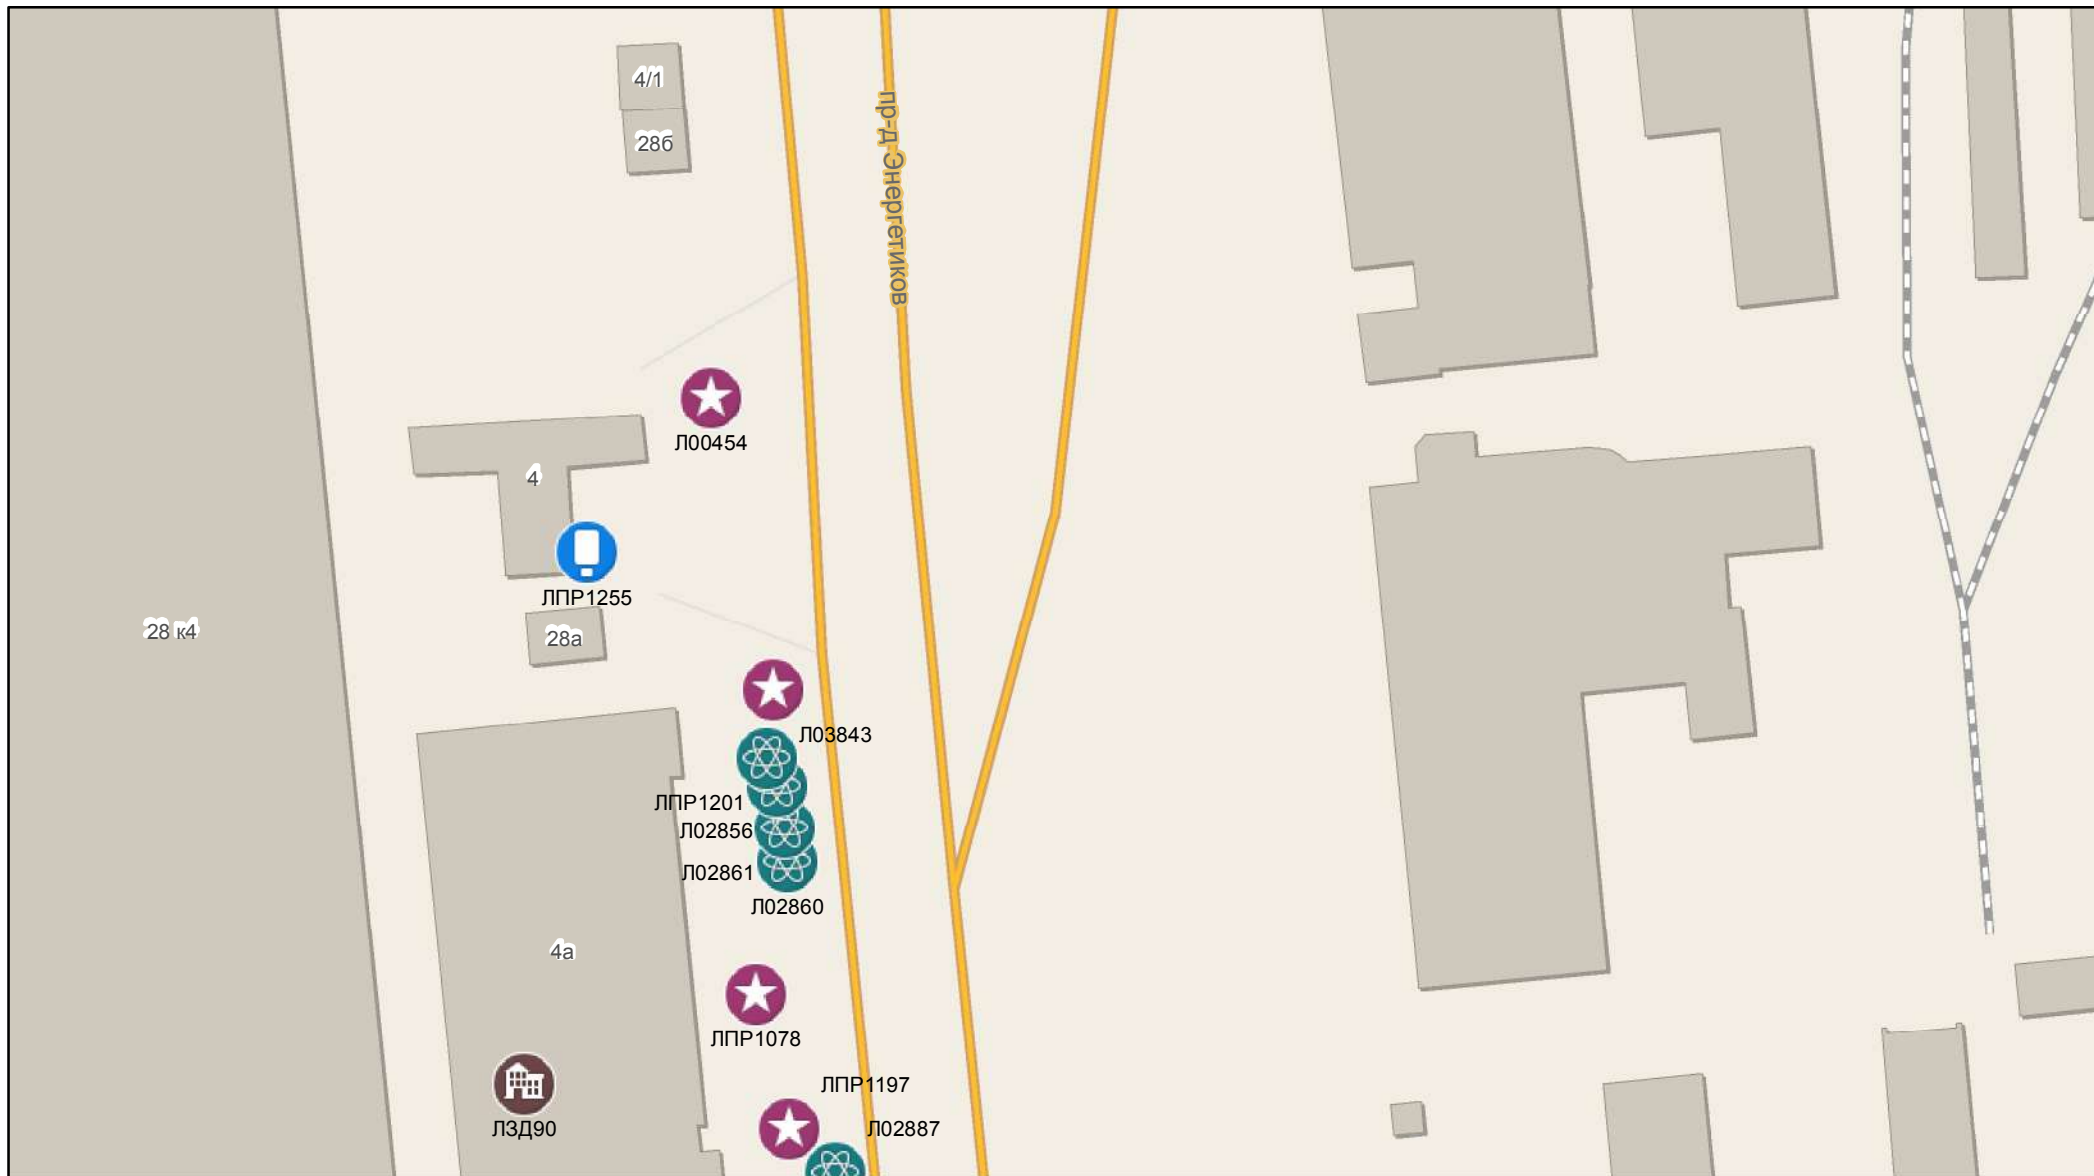 4/1
28б
пр-д Энергетиков
Л00454
4
ЛПР1255
28а
28 к4
Л03843
ЛПР1201
Л02856
Л02861
Л02860
4а
ЛПР1078
ЛПР1197
Л02887
ЛЗД90